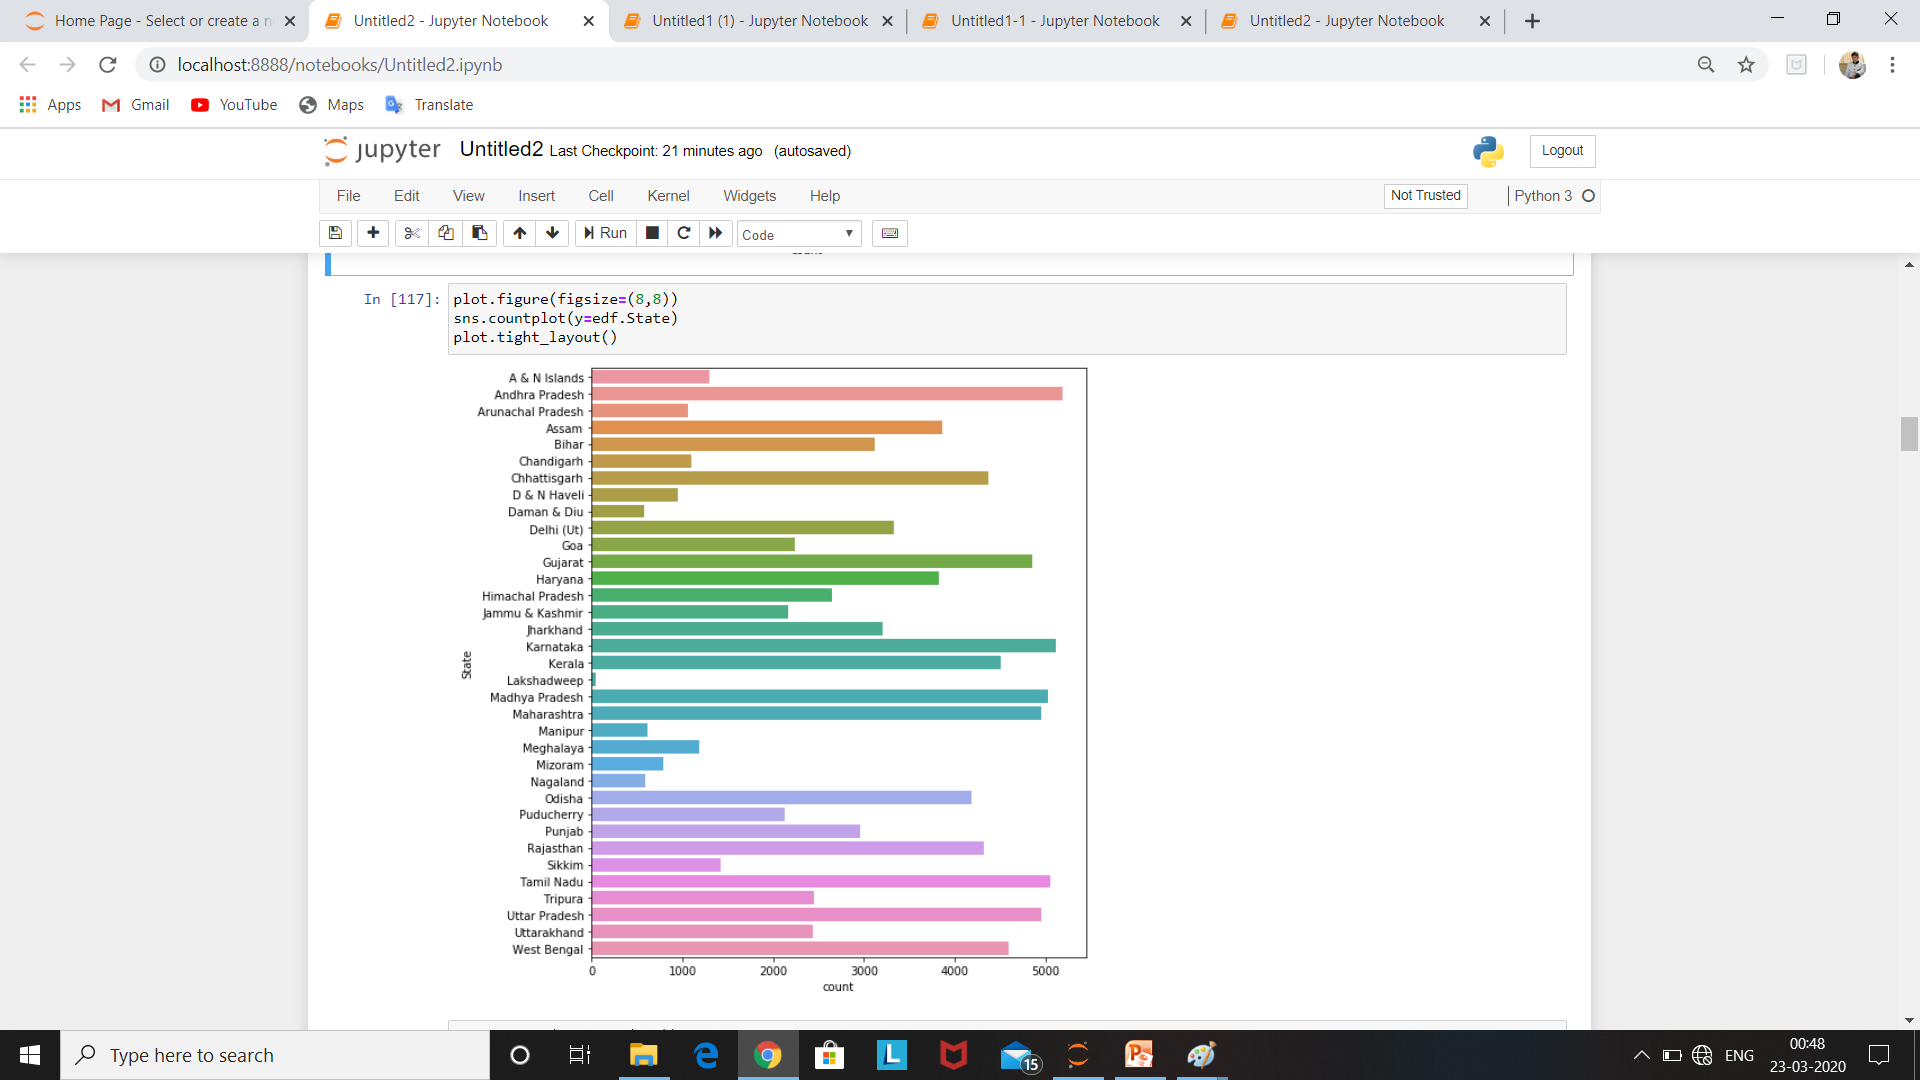 Home Page - Select or create a n
Untitled2 - Jupyter Notebook
Untitled1 (1) - Jupyter Notebook
Untitled1-1 - Jupyter Notebook
Untitled2 - Jupyter Notebook
localhost:8888/notebooks/Untitled2.ipynb
Apps Gmail YouTube Maps Translate
jupyter Untitled2 Last Checkpoint: 21 minutes ago (autosaved) Logout
File Edit View Insert Cell Kernel Widgets Help Not Trusted Python 3
Run Code
In [117]: plot.figure(figsize=(8,8))
sns.countplot(y=edf.State)
plot.tight_layout()
A & N Islands
Andhra Pradesh
Arunachal Pradesh
Assam
Bihar
Chandigarh
Chhattisgarh
D & N Haveli
Daman & Diu
Delhi (Ut)
Goa
Gujarat
Haryana
Himachal Pradesh
Jammu & Kashmir
Jharkhand
Karnataka
Kerala
Lakshadweep
Madhya Pradesh
Maharashtra
Manipur
Meghalaya
Mizoram
Nagaland
Odisha
Puducherry
Punjab
Rajasthan
Sikkim
Tamil Nadu
Tripura
Uttar Pradesh
Uttarakhand
West Bengal
State
0 1000 2000 3000 4000 5000
count
Type here to search
15
ENG
00:48
23-03-2020